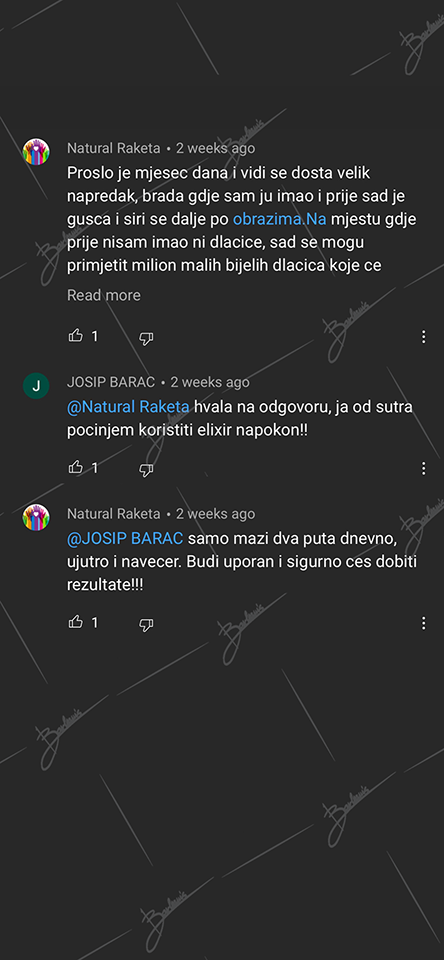 Natural Raketa • 2 weeks ago
Proslo je mjesec dana i vidi se dosta velik
napredak, brada gdje sam ju imao i prije sad je
gusca i siri se dalje po obrazima.Na mjestu gdje
prije nisam imao ni dlacice, sad se mogu
primjetit milion malih bijelih dlacica koje ce
Read more
1
J
JOSIP BARAC • 2 weeks ago
@Natural Raketa hvala na odgovoru, ja od sutra
pocinjem koristiti elixir napokon!!
1
Natural Raketa • 2 weeks ago
@JOSIP BARAC samo mazi dva puta dnevno,
ujutro i navecer. Budi uporan i sigurno ces dobiti
rezultate!!!
1